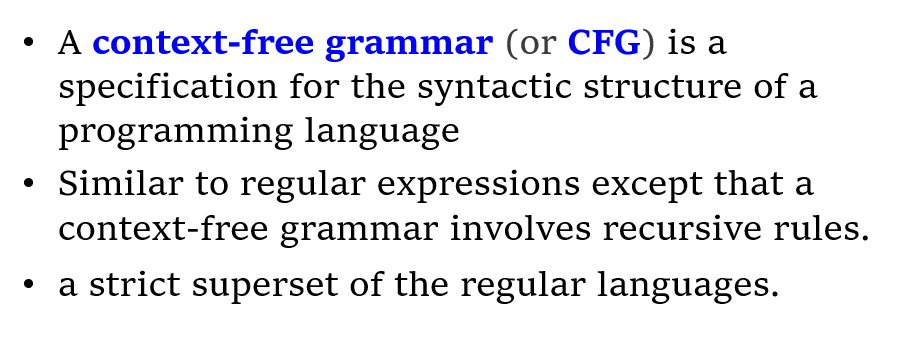 • A context-free grammar (or CFG) is a
specification for the syntactic structure of a
programming language
• Similar to regular expressions except that a
context-free grammar involves recursive rules.
• a strict superset of the regular languages.